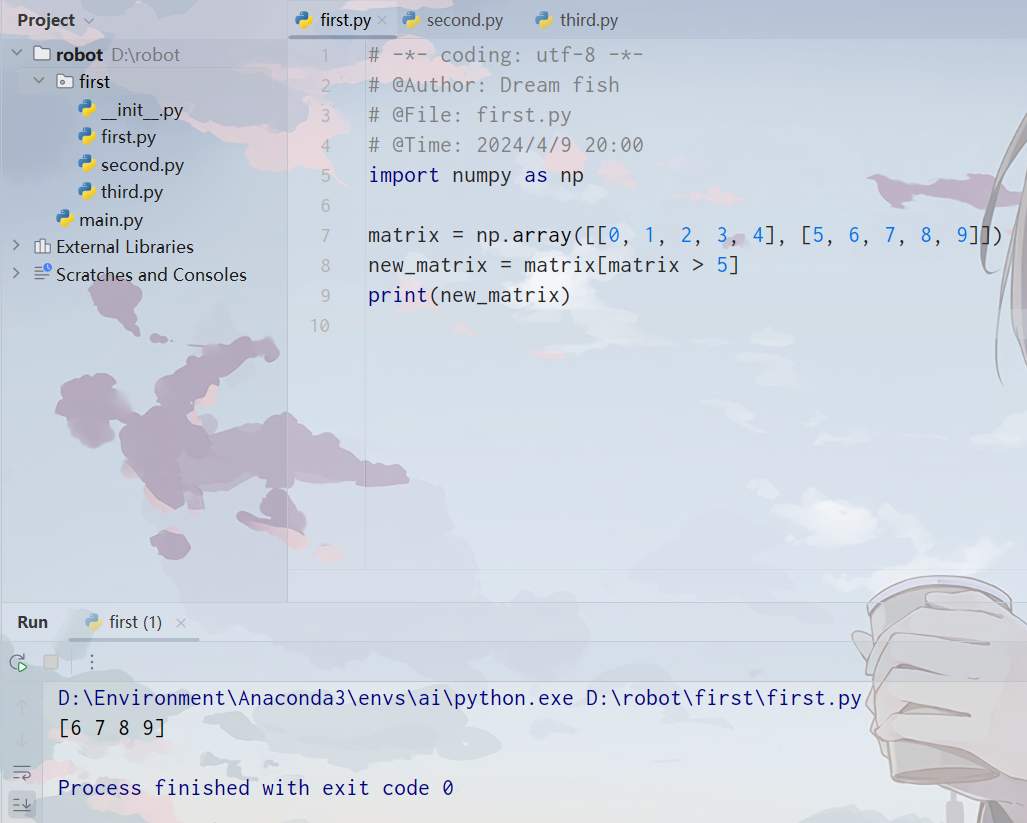 Project
first.py
second.py
third.py
robot D:\robot
first
__init__.py
first.py
second.py
third.py
main.py
External Libraries
Scratches and Consoles
1 # -*- coding: utf-8 -*-
2 # @Author: Dream fish
3 # @File: first.py
4 # @Time: 2024/4/9 20:00
5 import numpy as np
6
7 matrix = np.array([[0, 1, 2, 3, 4], [5, 6, 7, 8, 9]])
8 new_matrix = matrix[matrix > 5]
9 print(new_matrix)
10
Run first (1)
D:\Environment\Anaconda3\envs\ai\python.exe D:\robot\first\first.py
[6 7 8 9]
Process finished with exit code 0